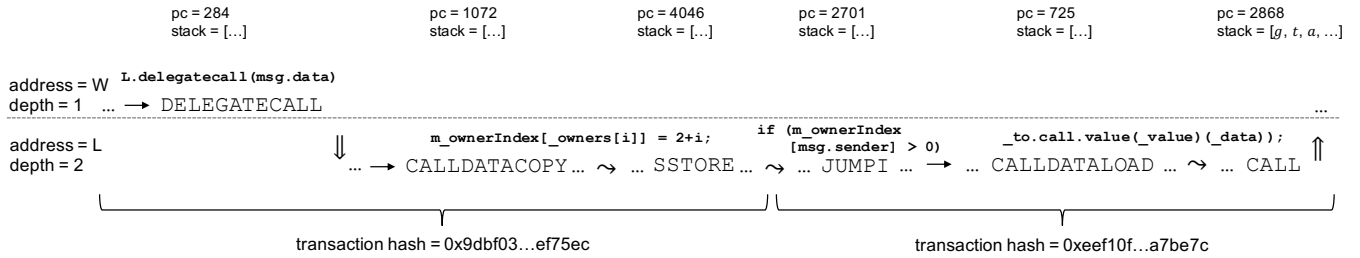 pc = 284 pc = 1072 pc = 4046 pc = 2701 pc = 725 pc = 2868
stack = […] stack = […] stack = […] stack = […] stack = […] stack = [g, t, a, …]
address = W L.delegatecall(msg.data)
depth = 1 … → DELEGATECALL …
address = L m_ownerIndex[_owners[i]] = 2+i; if (m_ownerIndex _to.call.value(_value)(_data));
[msg.sender] > 0)
depth = 2 ⇓ … → CALLDATACOPY … ⤳ … SSTORE … ⤳ … JUMPI … → … CALLDATALOAD … ⤳ … CALL ⇑
transaction hash = 0x9dbf03…ef75ec transaction hash = 0xeef10f…a7be7c